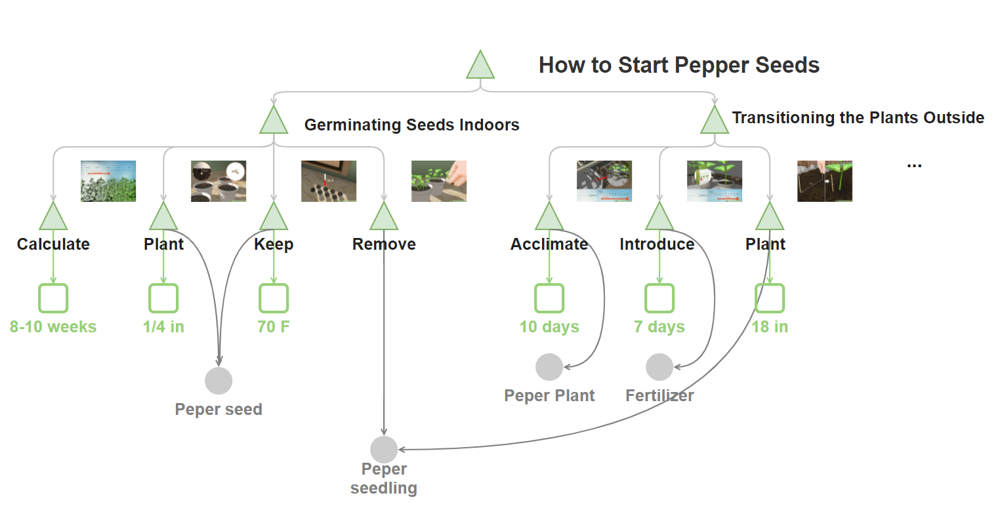 How to Start Pepper Seeds
Germinating Seeds Indoors
Transitioning the Plants Outside
...
Calculate
Plant
Keep
Remove
Acclimate
Introduce
Plant
8-10 weeks
1/4 in
70 F
10 days
7 days
18 in
Peper seed
Peper Plant
Fertilizer
Peper
seedling